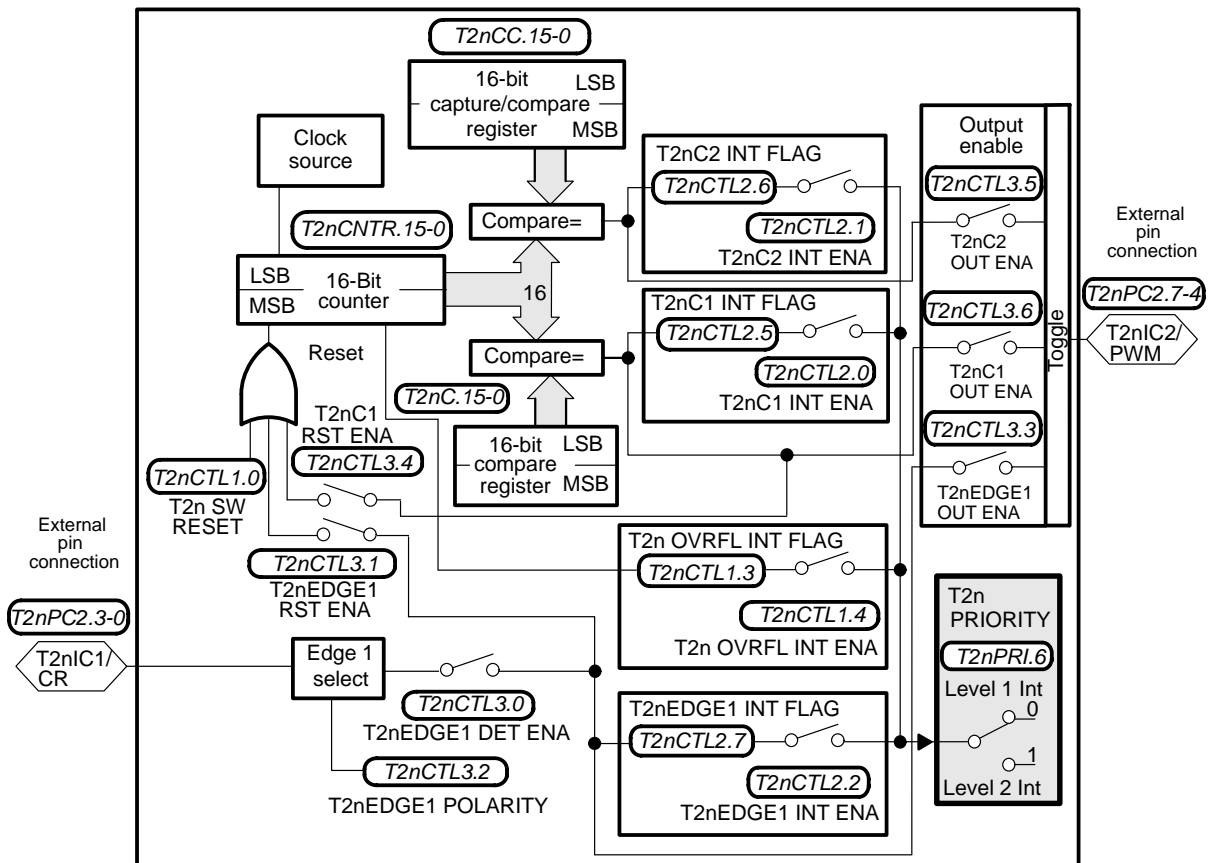 T2nCC.15-0
16-bit
capture/compare
register
LSB
MSB
Clock
source
T2nCNTR.15-0
Compare=
LSB
MSB
16-Bit
counter
16
Reset
Compare=
T2nC.15-0
16-bit
compare
register
LSB
MSB
T2nC1
RST ENA
T2nCTL3.4
T2nCTL1.0
T2n SW
RESET
T2nCTL3.1
T2nEDGE1
RST ENA
External
pin
connection
T2nPC2.3-0
T2nIC1/
CR
Edge 1
select
T2nCTL3.0
T2nEDGE1 DET ENA
T2nCTL3.2
T2nEDGE1 POLARITY
T2nC2 INT FLAG
T2nCTL2.6
T2nCTL2.1
T2nC2 INT ENA
T2nC1 INT FLAG
T2nCTL2.5
T2nCTL2.0
T2nC1 INT ENA
T2n OVRFL INT FLAG
T2nCTL1.3
T2nCTL1.4
T2n OVRFL INT ENA
T2nEDGE1 INT FLAG
T2nCTL2.7
T2nCTL2.2
T2nEDGE1 INT ENA
Output
enable
T2nCTL3.5
T2nC2
OUT ENA
T2nCTL3.6
T2nC1
OUT ENA
T2nCTL3.3
T2nEDGE1
OUT ENA
Toggle
External
pin
connection
T2nPC2.7-4
T2nIC2/
PWM
T2n
PRIORITY
T2nPRI.6
Level 1 Int
0
1
Level 2 Int